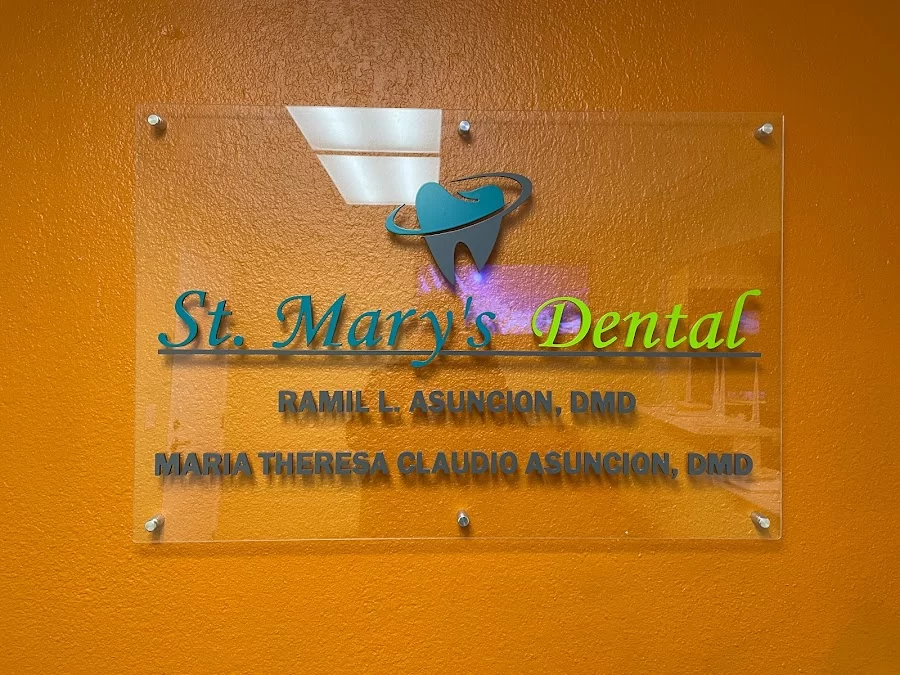 St. Mary's Dental
RAMIL L. ASUNCION, DMD
MARIA THERESA CLAUDIO ASUNCION, DMD